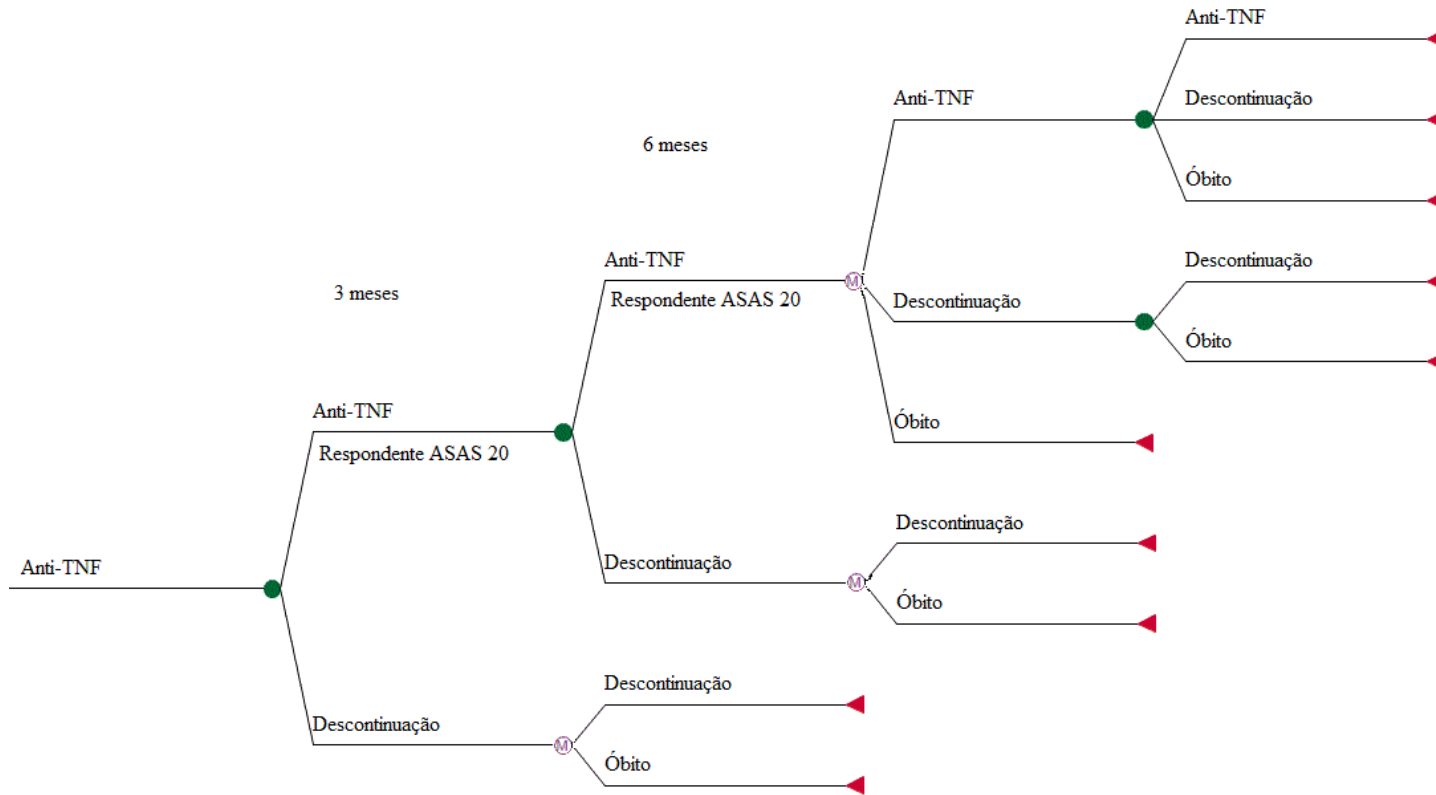 Anti-TNF
Anti-TNF
Descontinuação
6 meses
Óbito
Anti-TNF
Descontinuação
3 meses
Respondente ASAS 20
Descontinuação
Óbito
Anti-TNF
Óbito
Respondente ASAS 20
Descontinuação
Anti-TNF
Descontinuação
Óbito
Descontinuação
Descontinuação
Óbito
M
M
M